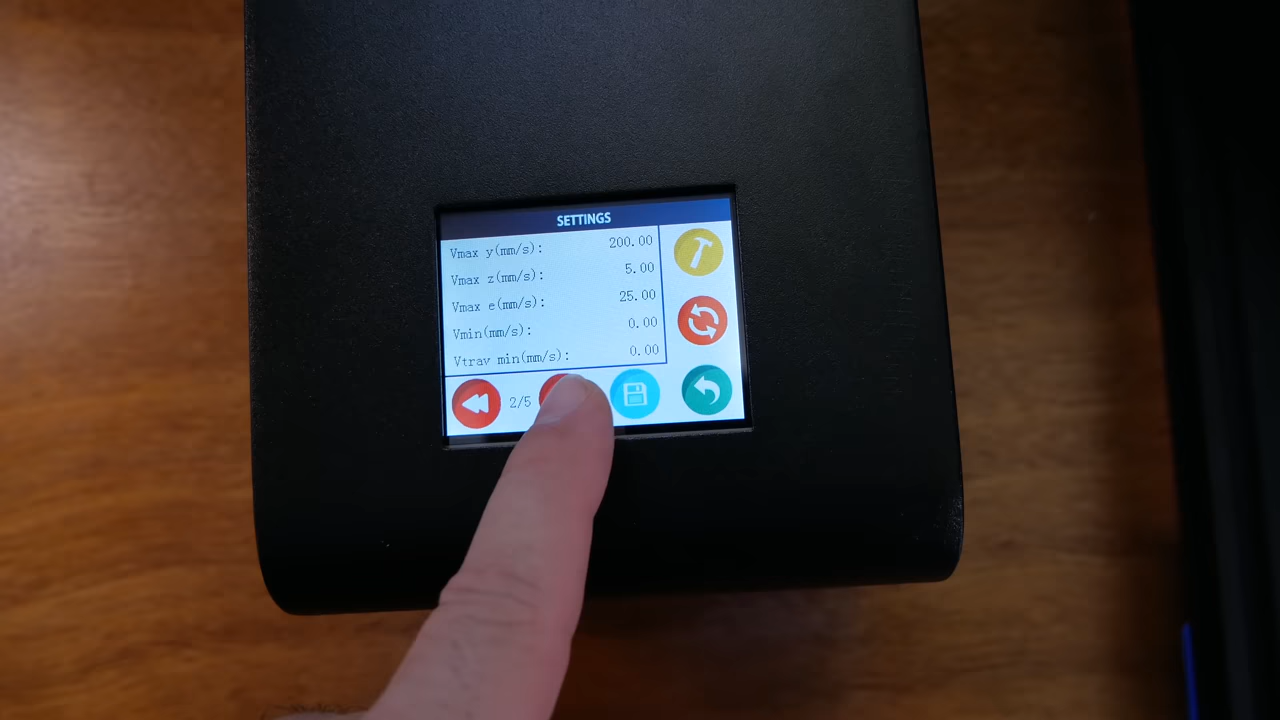 SETTINGS
Vmax y(mm/s): 200.00
Vmax z(mm/s): 5.00
Vmax e(mm/s): 25.00
Vmin(mm/s): 0.00
Vtrav min(mm/s): 0.00
2/5